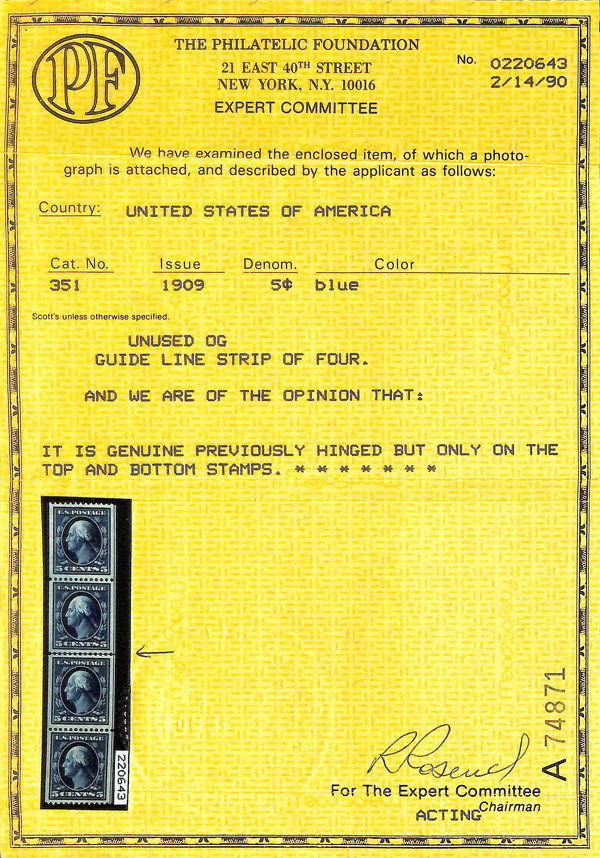 PF
THE PHILATELIC FOUNDATION
21 EAST 40TH STREET
NEW YORK, N.Y. 10016
EXPERT COMMITTEE
No. 0220643
2/14/90
We have examined the enclosed item, of which a photo-
graph is attached, and described by the applicant as follows:
Country: UNITED STATES OF AMERICA
Cat. No. Issue Denom. Color
351 1909 5¢ blue
Scott's unless otherwise specified.
UNUSED OG
GUIDE LINE STRIP OF FOUR.
AND WE ARE OF THE OPINION THAT:
IT IS GENUINE PREVIOUSLY HINGED BUT ONLY ON THE
TOP AND BOTTOM STAMPS. * * * * * * *
U.S. POSTAGE
5 CENTS 5
U.S. POSTAGE
5 CENTS 5
U.S. POSTAGE
5 CENTS 5
U.S. POSTAGE
5 CENTS 5
220643
A 74871
For The Expert Committee
Chairman
ACTING